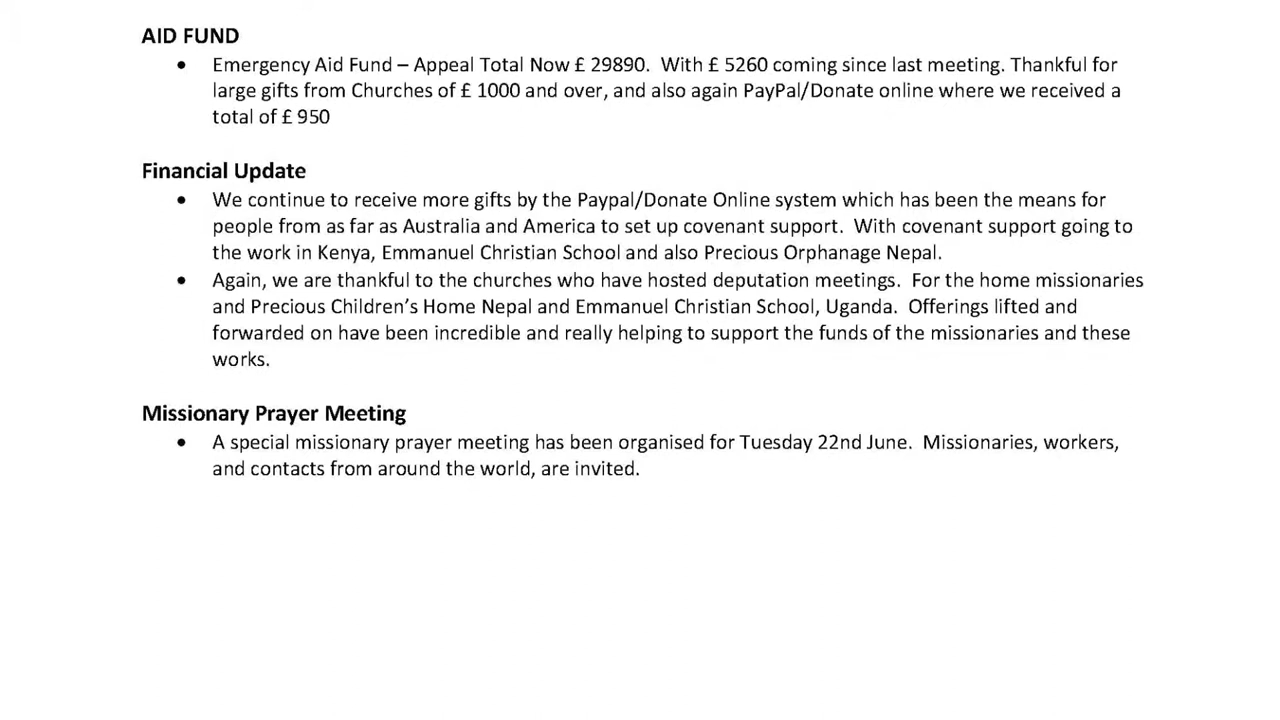 AID FUND
• Emergency Aid Fund – Appeal Total Now £ 29890.  With £ 5260 coming since last meeting. Thankful for
large gifts from Churches of £ 1000 and over, and also again PayPal/Donate online where we received a
total of £ 950
Financial Update
• We continue to receive more gifts by the Paypal/Donate Online system which has been the means for
people from as far as Australia and America to set up covenant support.  With covenant support going to
the work in Kenya, Emmanuel Christian School and also Precious Orphanage Nepal.
• Again, we are thankful to the churches who have hosted deputation meetings.  For the home missionaries
and Precious Children’s Home Nepal and Emmanuel Christian School, Uganda.  Offerings lifted and
forwarded on have been incredible and really helping to support the funds of the missionaries and these
works.
Missionary Prayer Meeting
• A special missionary prayer meeting has been organised for Tuesday 22nd June.  Missionaries, workers,
and contacts from around the world, are invited.